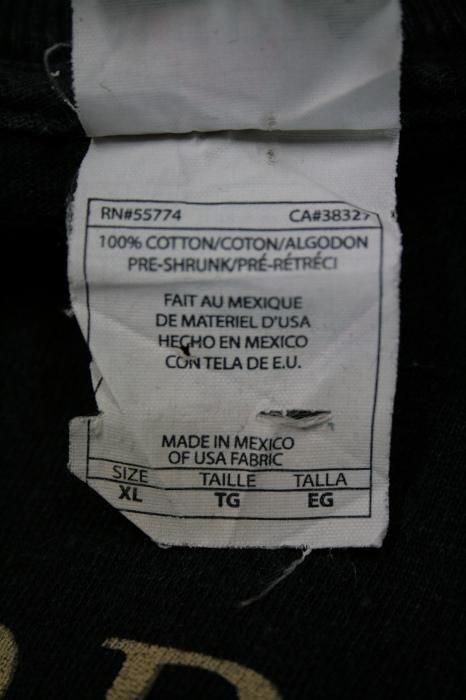 RN#55774 CA#38327
100% COTTON/COTON/ALGODON
PRE-SHRUNK/PRÉ-RÉTRÉCI
FAIT AU MEXIQUE
DE MATERIEL D'USA
HECHO EN MEXICO
CON TELA DE E.U.
MADE IN MEXICO
OF USA FABRIC
SIZE TAILLE TALLA
XL TG EG